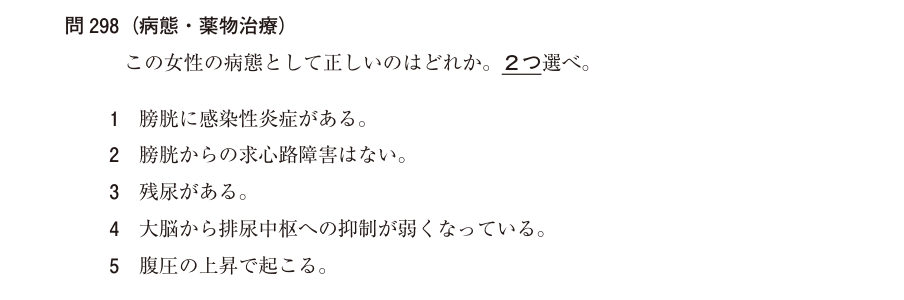 問 298（病態・薬物治療）
この女性の病態として正しいのはどれか。２つ選べ。
1 膀胱に感染性炎症がある。
2 膀胱からの求心路障害はない。
3 残尿がある。
4 大脳から排尿中枢への抑制が弱くなっている。
5 腹圧の上昇で起こる。